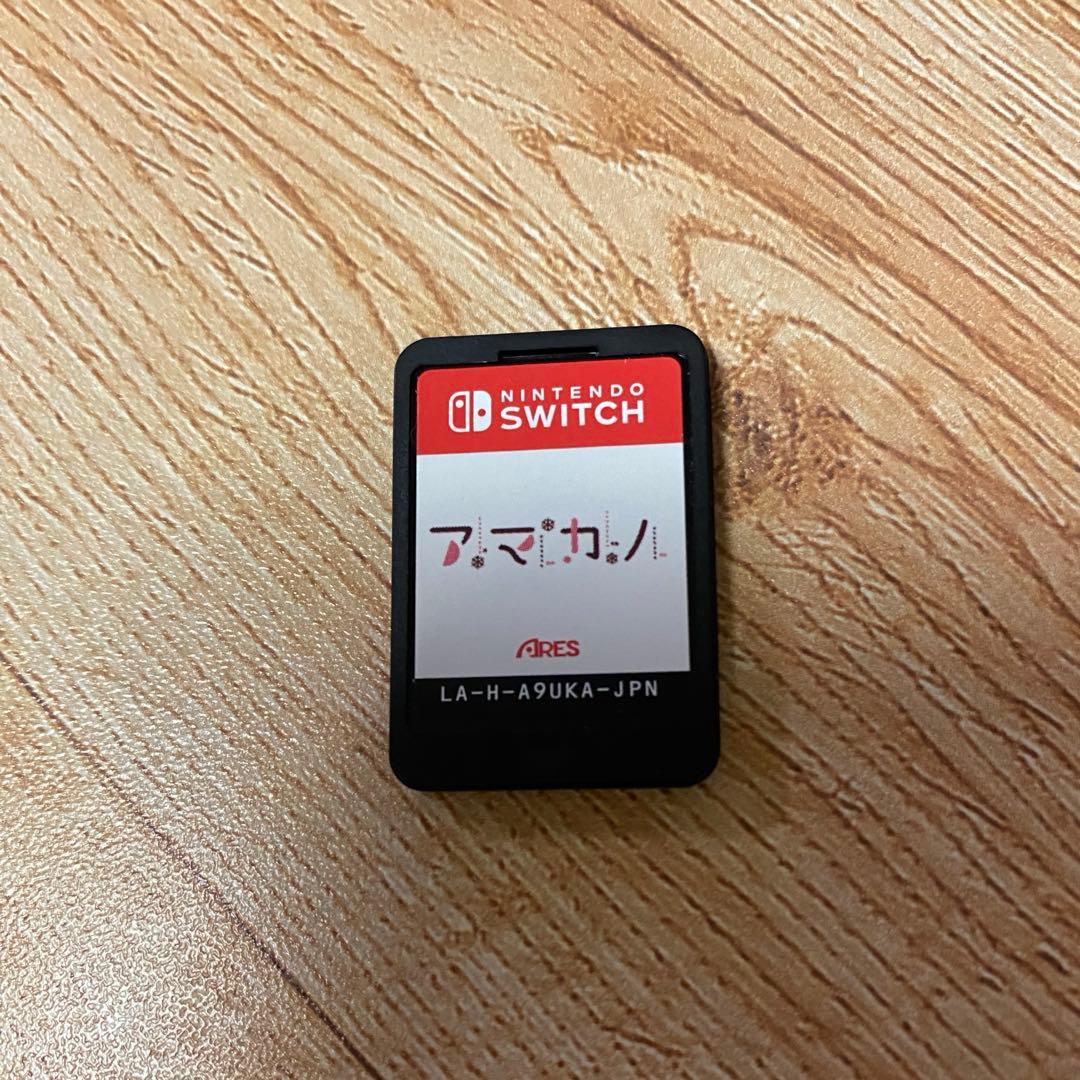 NINTENDO
SWITCH
アマカノ
ARES
LA-H-A9UKA-JPN